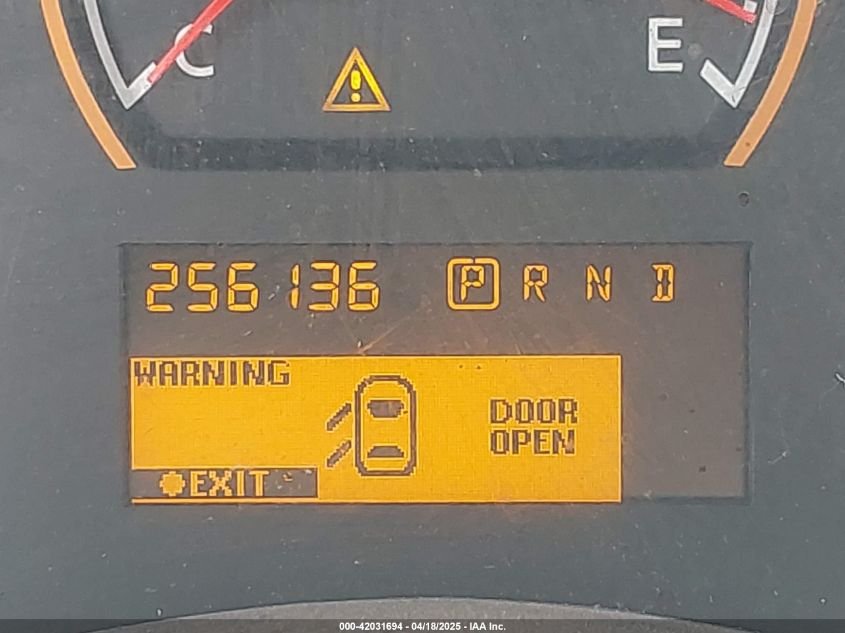 C E
256136 P R N D
WARNING
DOOR
OPEN
EXIT
000-42031694 - 04/18/2025 - IAA Inc.